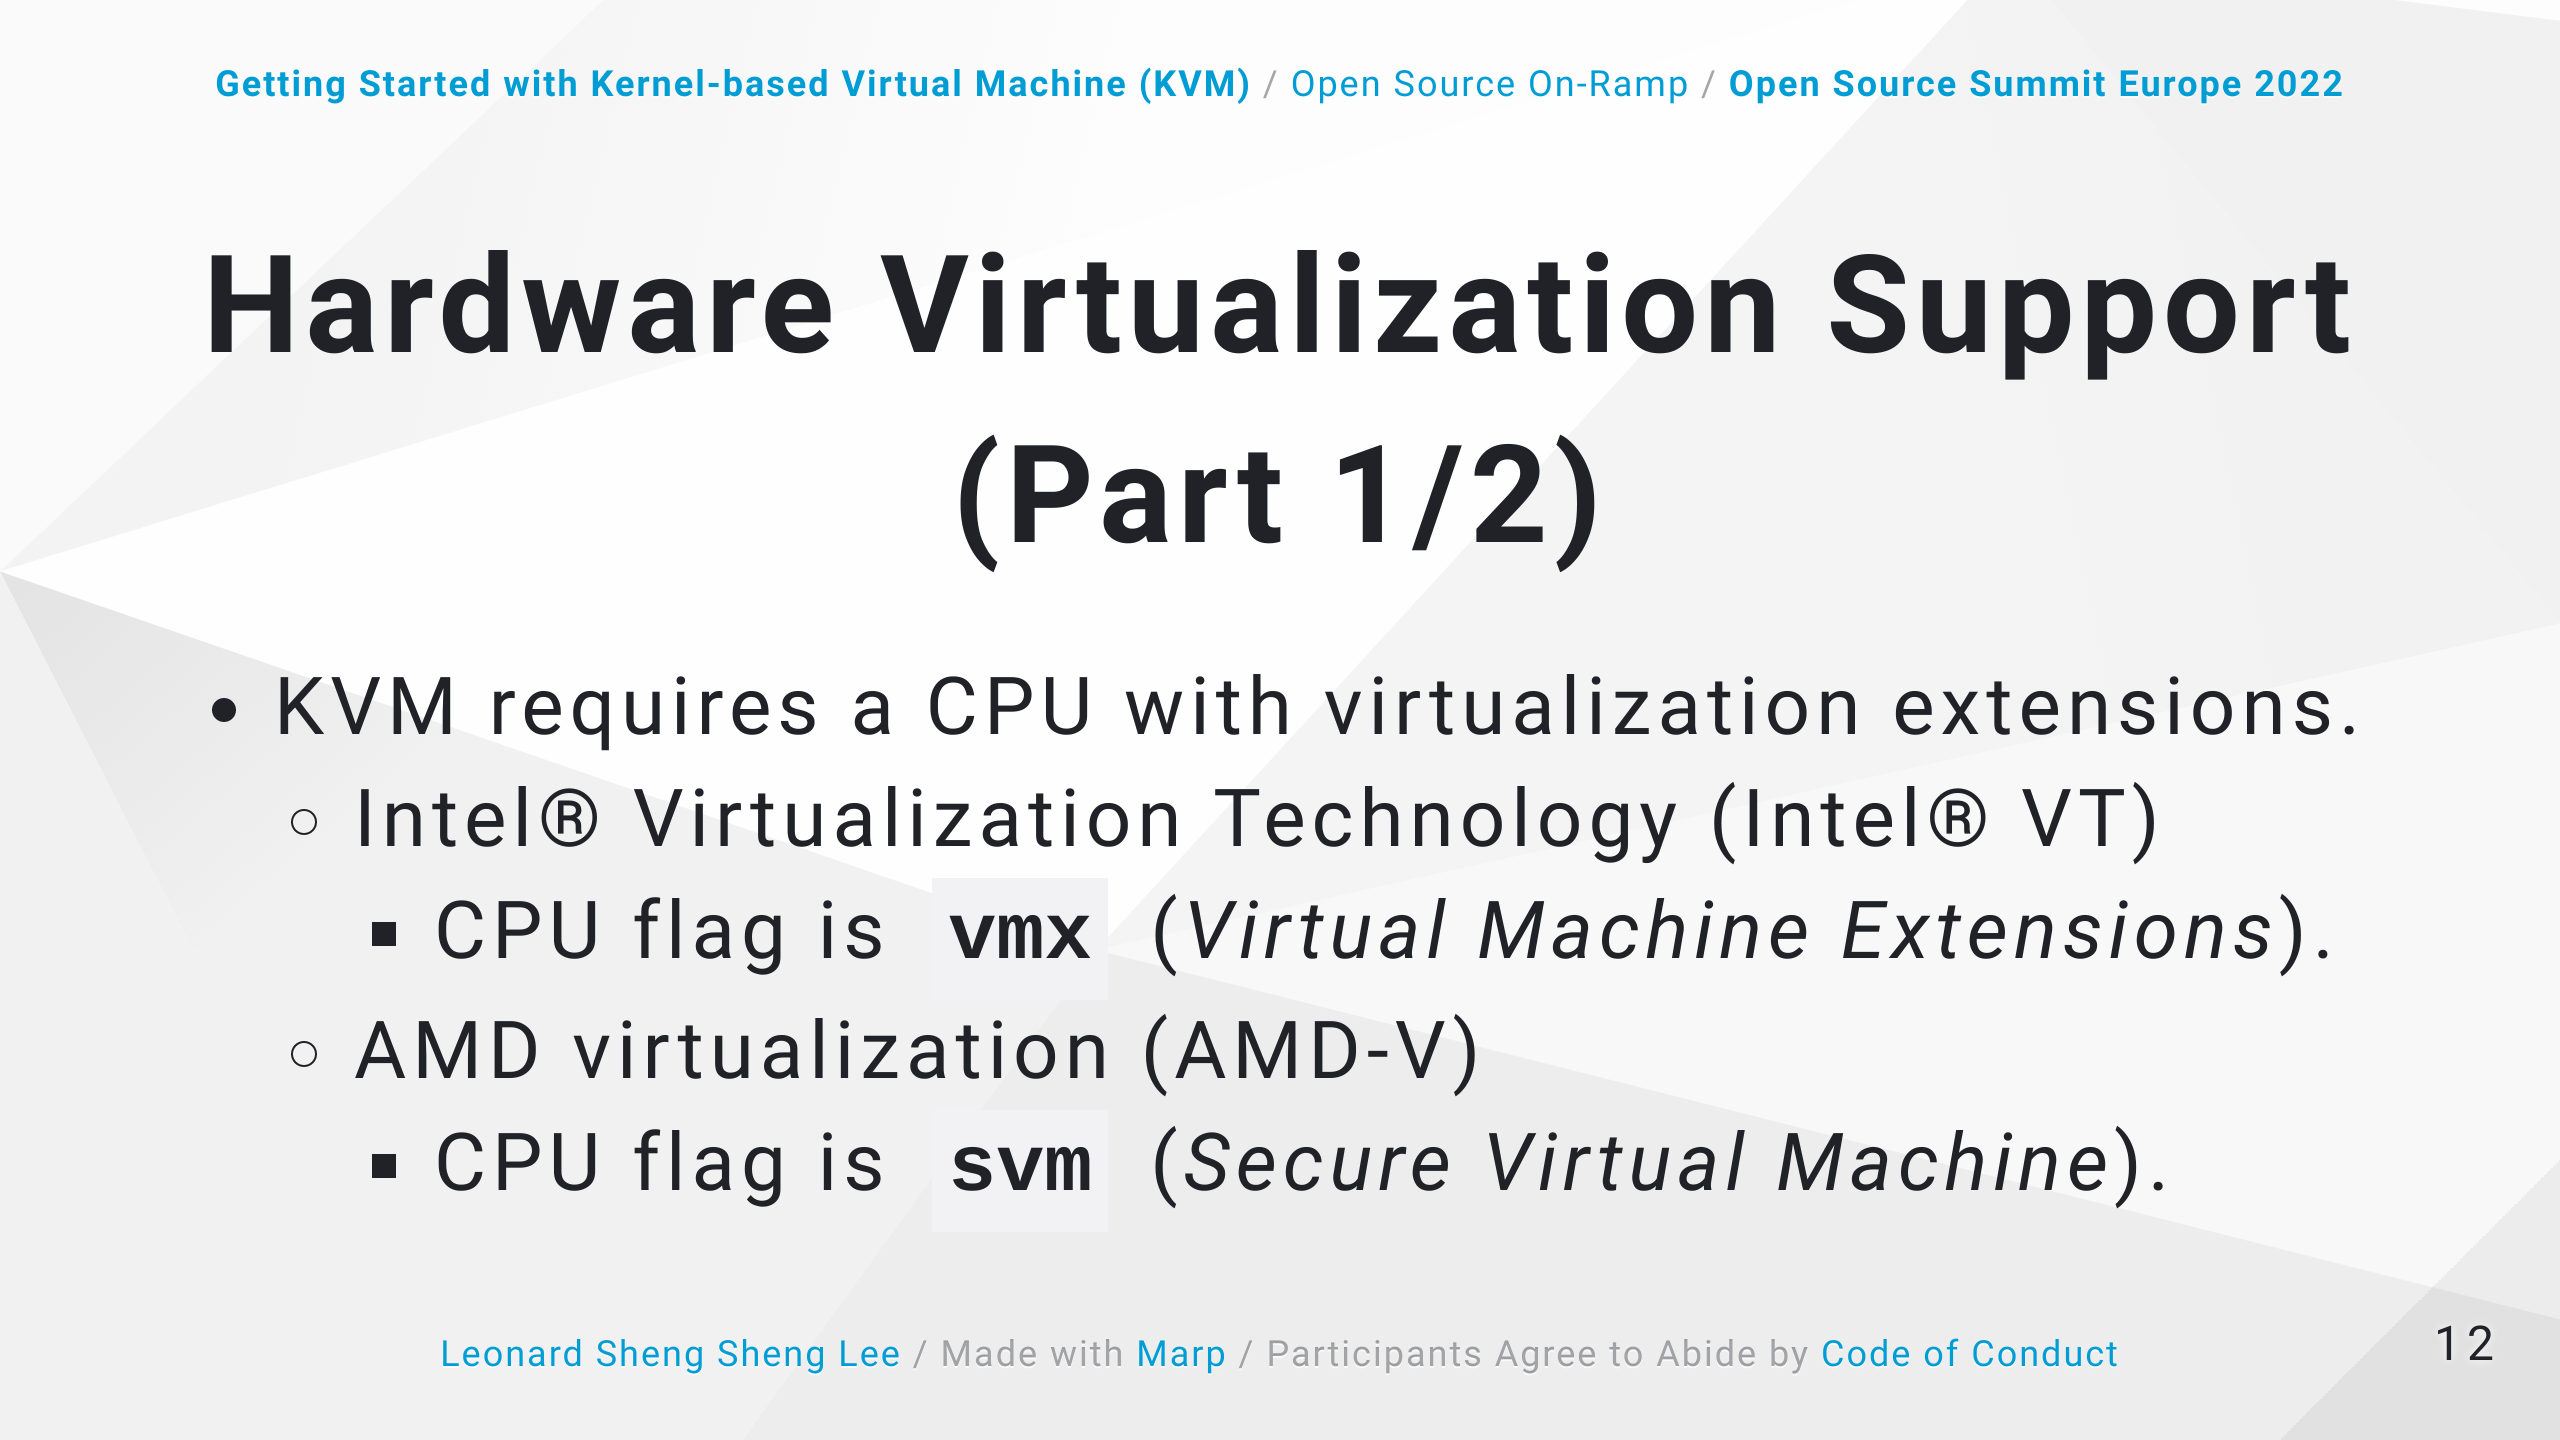 Getting Started with Kernel-based Virtual Machine (KVM) / Open Source On-Ramp / Open Source Summit Europe 2022
Hardware Virtualization Support
(Part 1/2)
• KVM requires a CPU with virtualization extensions.
○ Intel® Virtualization Technology (Intel® VT)
▪ CPU flag is vmx (Virtual Machine Extensions).
○ AMD virtualization (AMD-V)
▪ CPU flag is svm (Secure Virtual Machine).
Leonard Sheng Sheng Lee / Made with Marp / Participants Agree to Abide by Code of Conduct
12